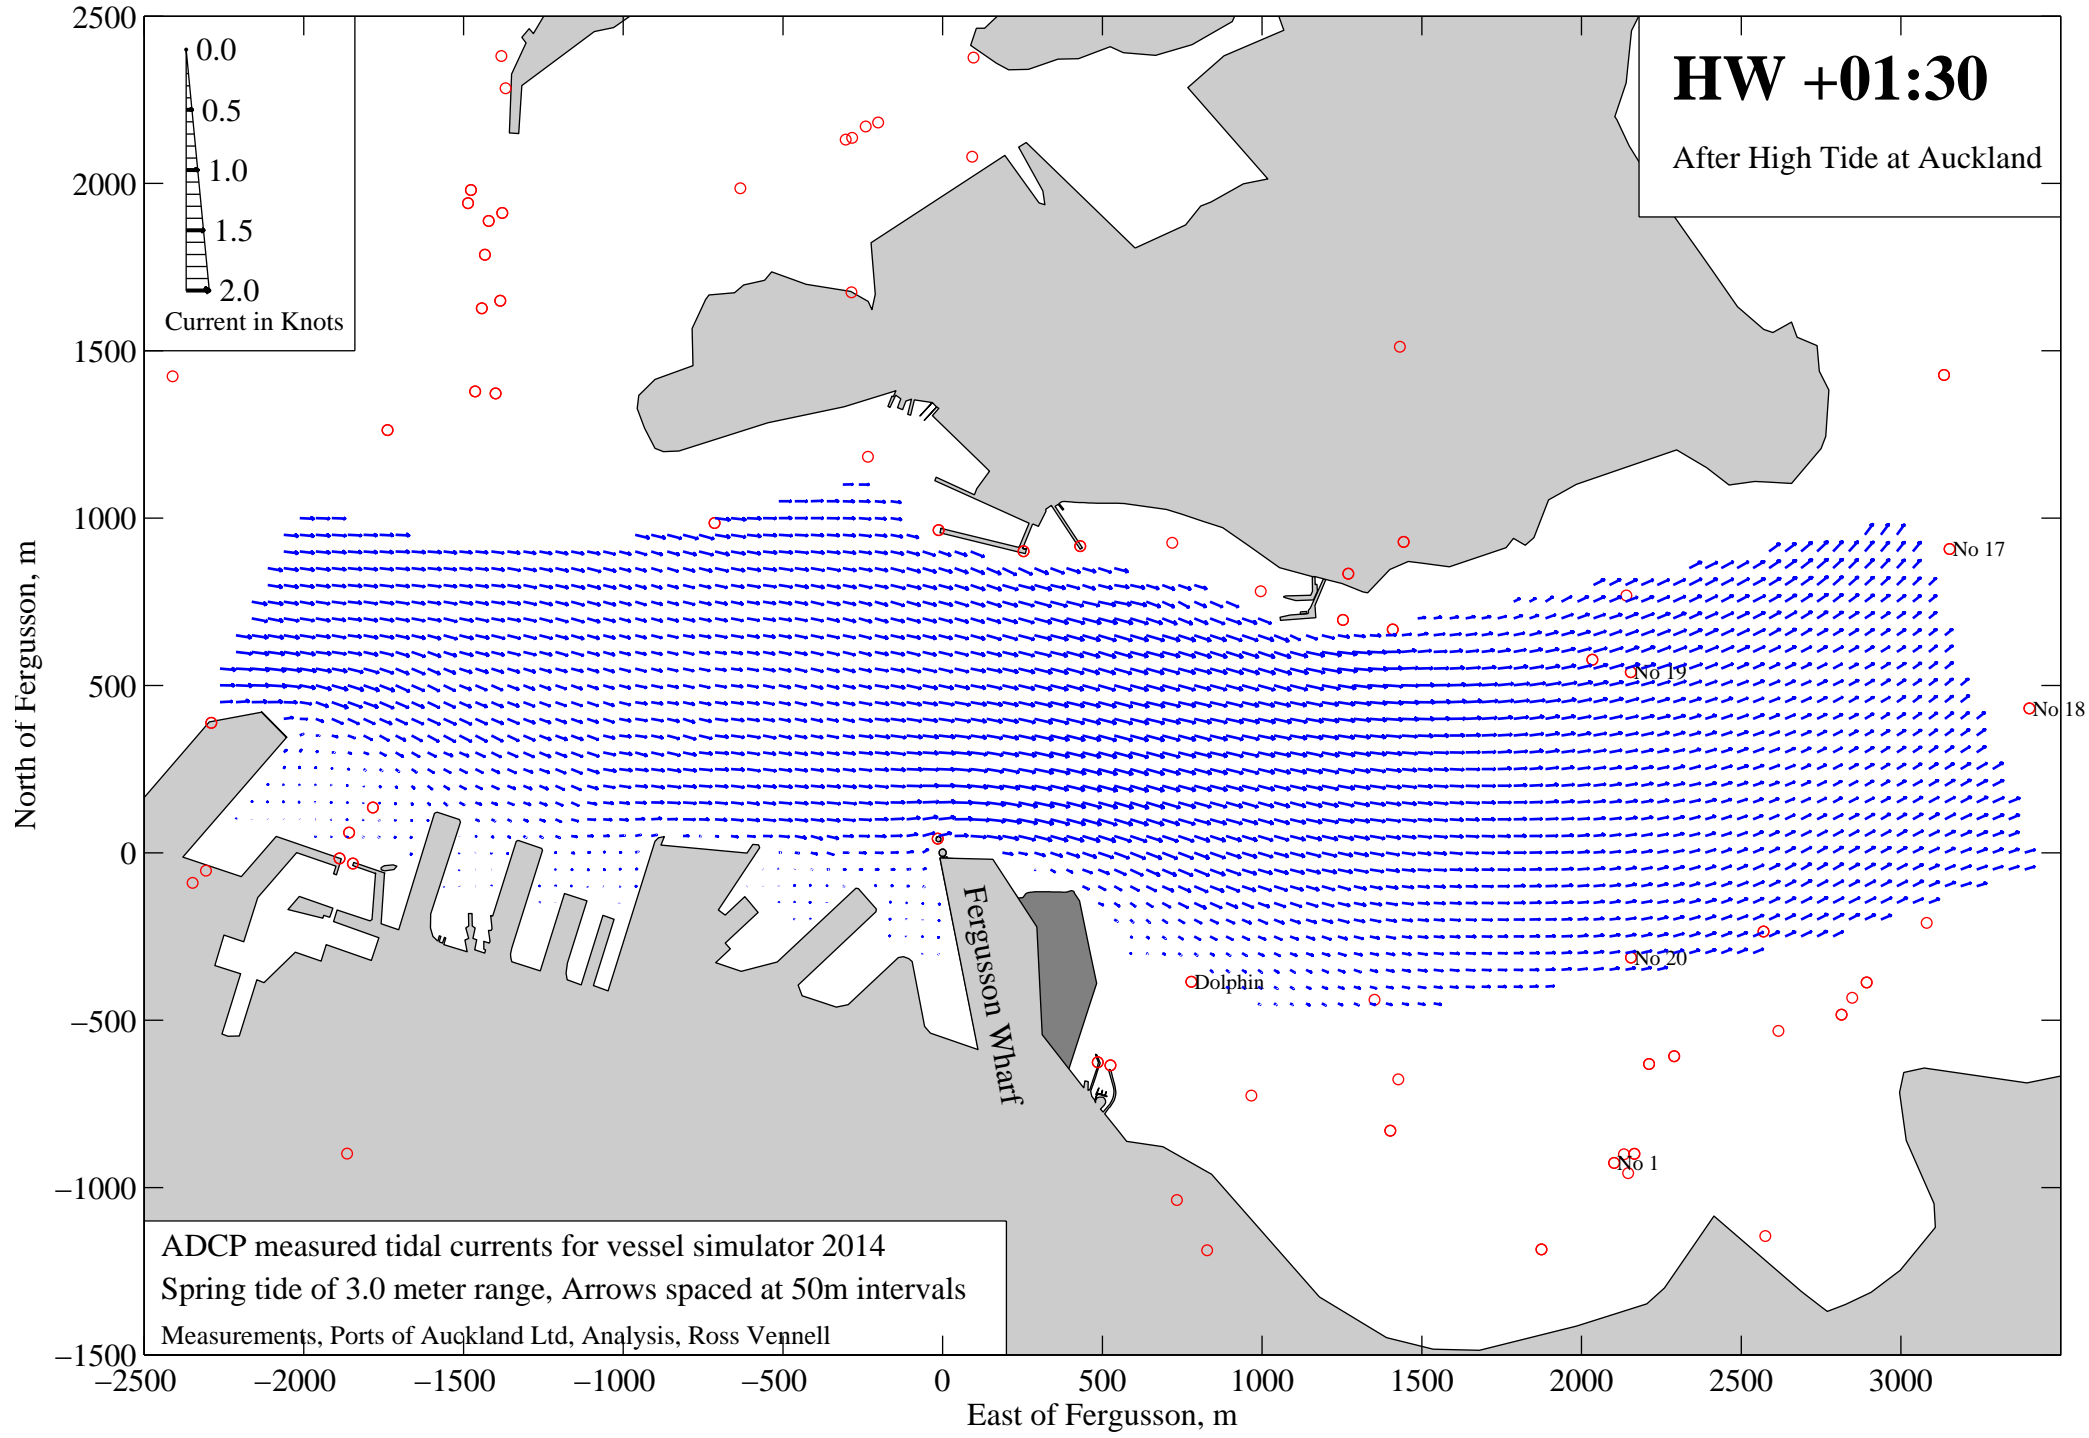 2500
2000
1500
1000
500
0
−500
−1000
−1500
North of Fergusson, m
0.0
0.5
1.0
1.5
2.0
Current in Knots
HW +01:30
After High Tide at Auckland
No 17
No 19
No 18
No 20
Dolphin
No 1
Fergusson Wharf
ADCP measured tidal currents for vessel simulator 2014
Spring tide of 3.0 meter range, Arrows spaced at 50m intervals
Measurements, Ports of Auckland Ltd, Analysis, Ross Vennell
−2500 −2000 −1500 −1000 −500 0 500 1000 1500 2000 2500 3000
East of Fergusson, m